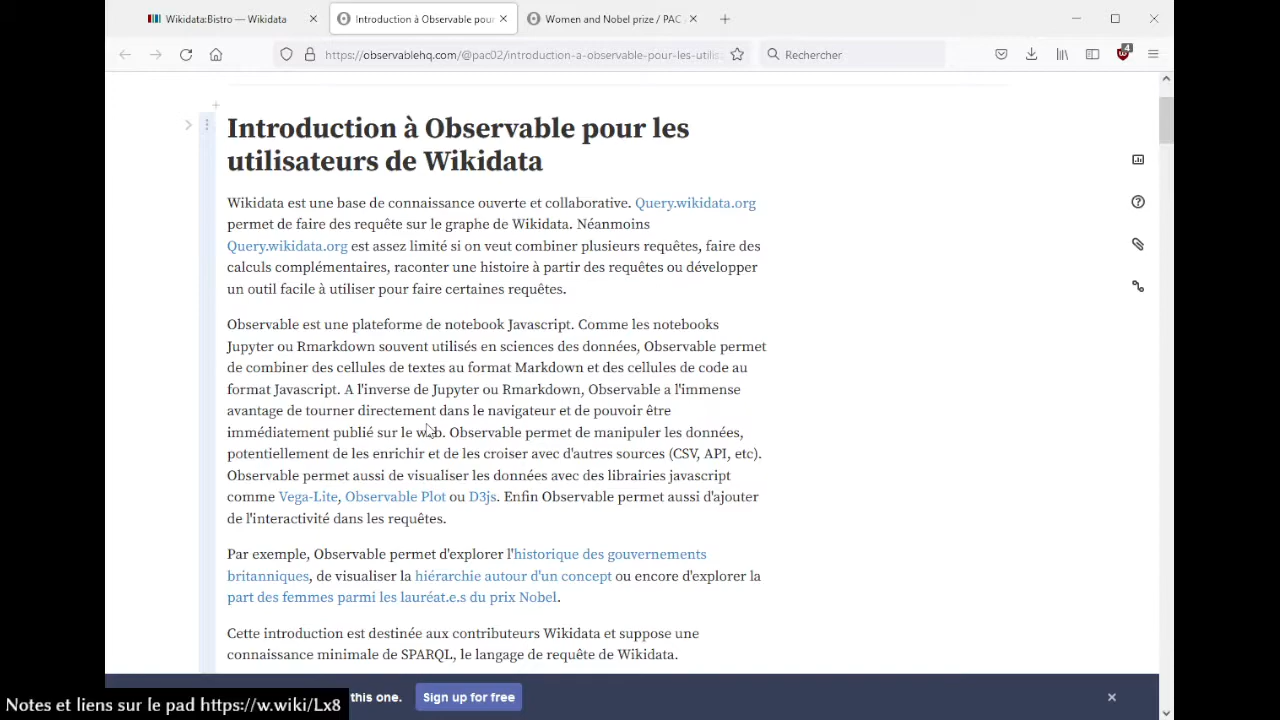 Wikidata:Bistro — Wikidata
Introduction à Observable pour
Women and Nobel prize / PAC
https://observablehq.com/@pac02/introduction-a-observable-pour-les-utilis
Rechercher
4
Introduction à Observable pour les
utilisateurs de Wikidata
Wikidata est une base de connaissance ouverte et collaborative. Query.wikidata.org
permet de faire des requête sur le graphe de Wikidata. Néanmoins
Query.wikidata.org est assez limité si on veut combiner plusieurs requêtes, faire des
calculs complémentaires, raconter une histoire à partir des requêtes ou développer
un outil facile à utiliser pour faire certaines requêtes.
Observable est une plateforme de notebook Javascript. Comme les notebooks
Jupyter ou Rmarkdown souvent utilisés en sciences des données, Observable permet
de combiner des cellules de textes au format Markdown et des cellules de code au
format Javascript. A l'inverse de Jupyter ou Rmarkdown, Observable a l'immense
avantage de tourner directement dans le navigateur et de pouvoir être
immédiatement publié sur le web. Observable permet de manipuler les données,
potentiellement de les enrichir et de les croiser avec d'autres sources (CSV, API, etc).
Observable permet aussi de visualiser les données avec des librairies javascript
comme Vega-Lite, Observable Plot ou D3js. Enfin Observable permet aussi d'ajouter
de l'interactivité dans les requêtes.
Par exemple, Observable permet d'explorer l'historique des gouvernements
britanniques, de visualiser la hiérarchie autour d'un concept ou encore d'explorer la
part des femmes parmi les lauréat.e.s du prix Nobel.
Cette introduction est destinée aux contributeurs Wikidata et suppose une
connaissance minimale de SPARQL, le langage de requête de Wikidata.
this one. Sign up for free
Notes et liens sur le pad https://w.wiki/Lx8